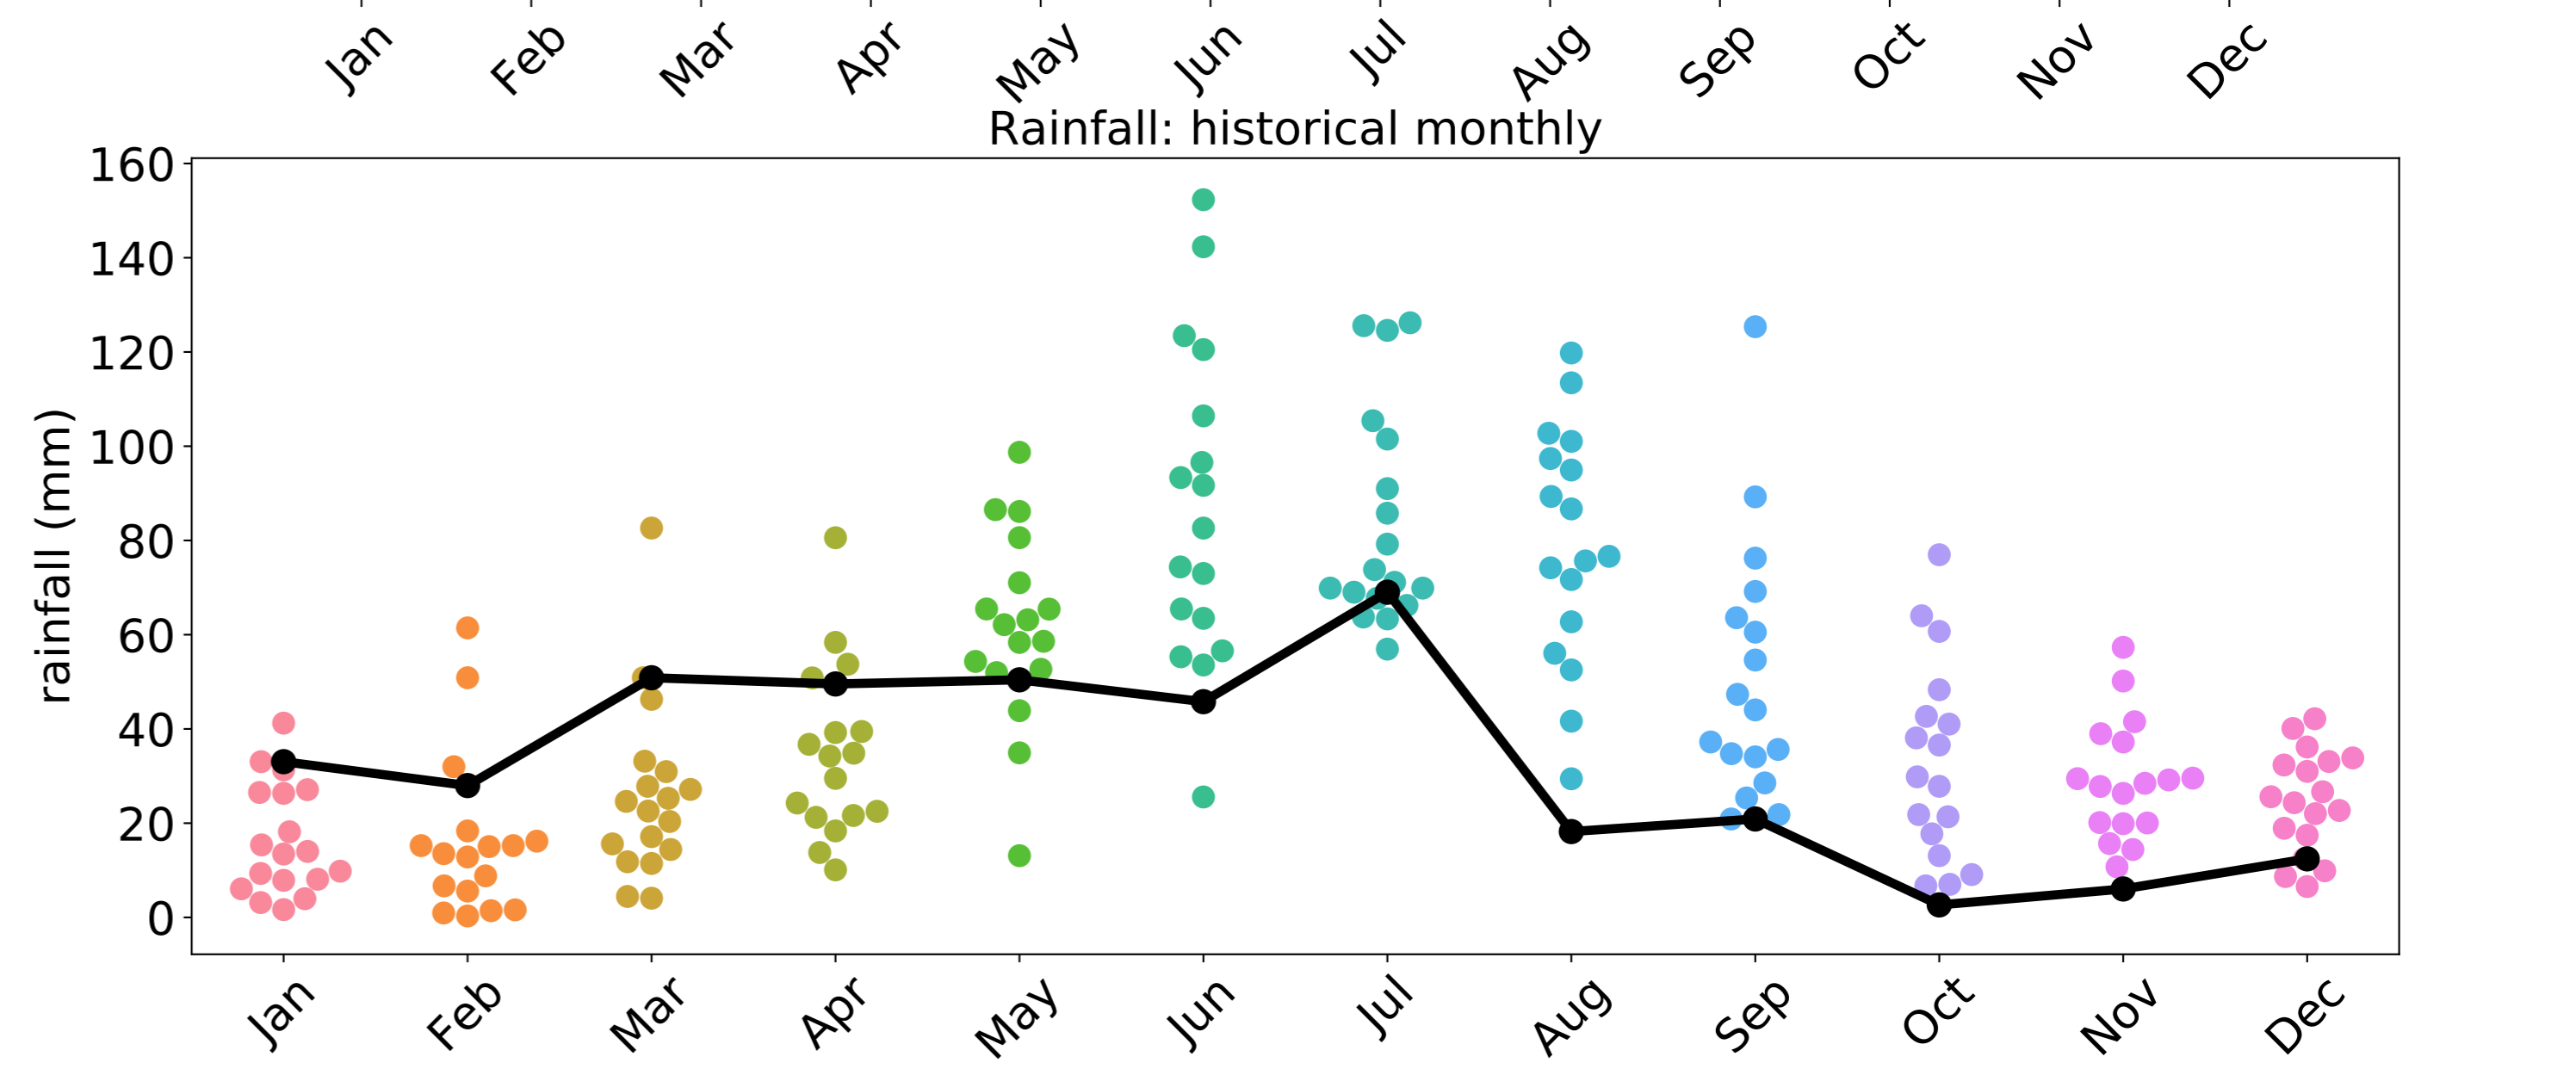 Jan Feb Mar Apr May Jun Jul Aug Sep Oct Nov Dec
Rainfall: historical monthly
160
140
120
100
80
60
40
20
0
rainfall (mm)
Jan Feb Mar Apr May Jun Jul Aug Sep Oct Nov Dec